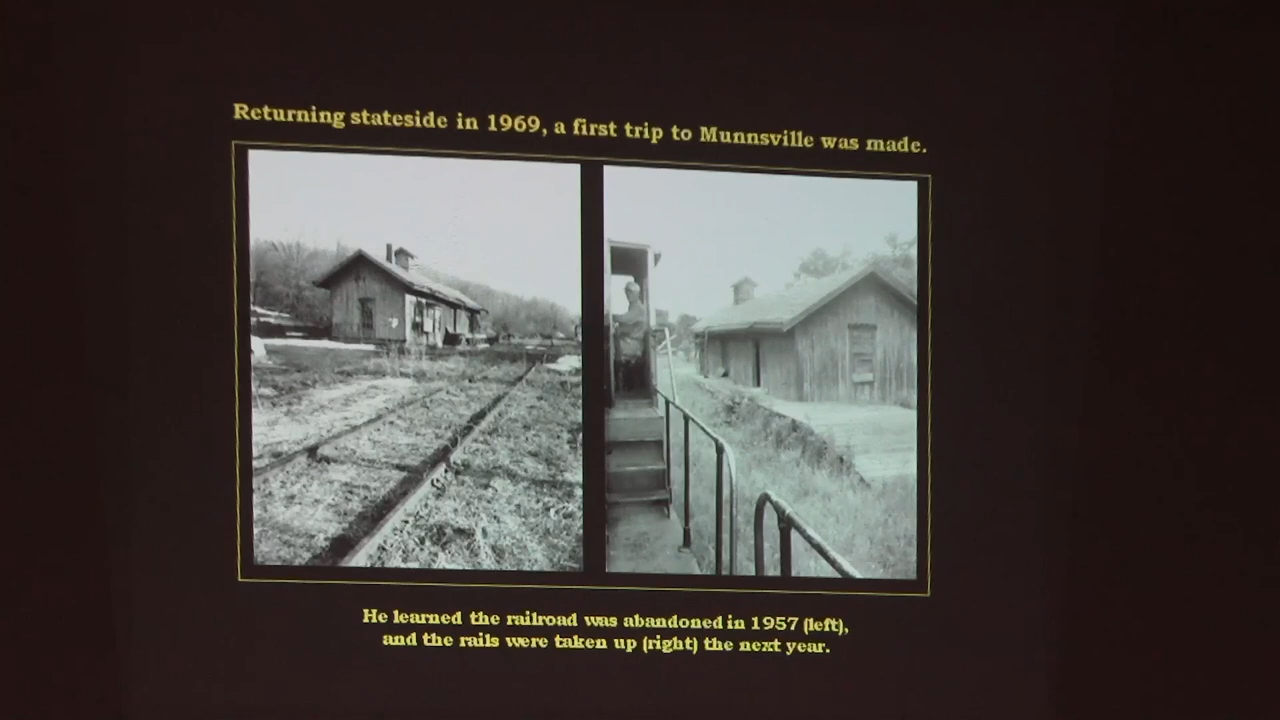 Returning stateside in 1969, a first trip to Munnsville was made.
He learned the railroad was abandoned in 1957 (left),
and the rails were taken up (right) the next year.